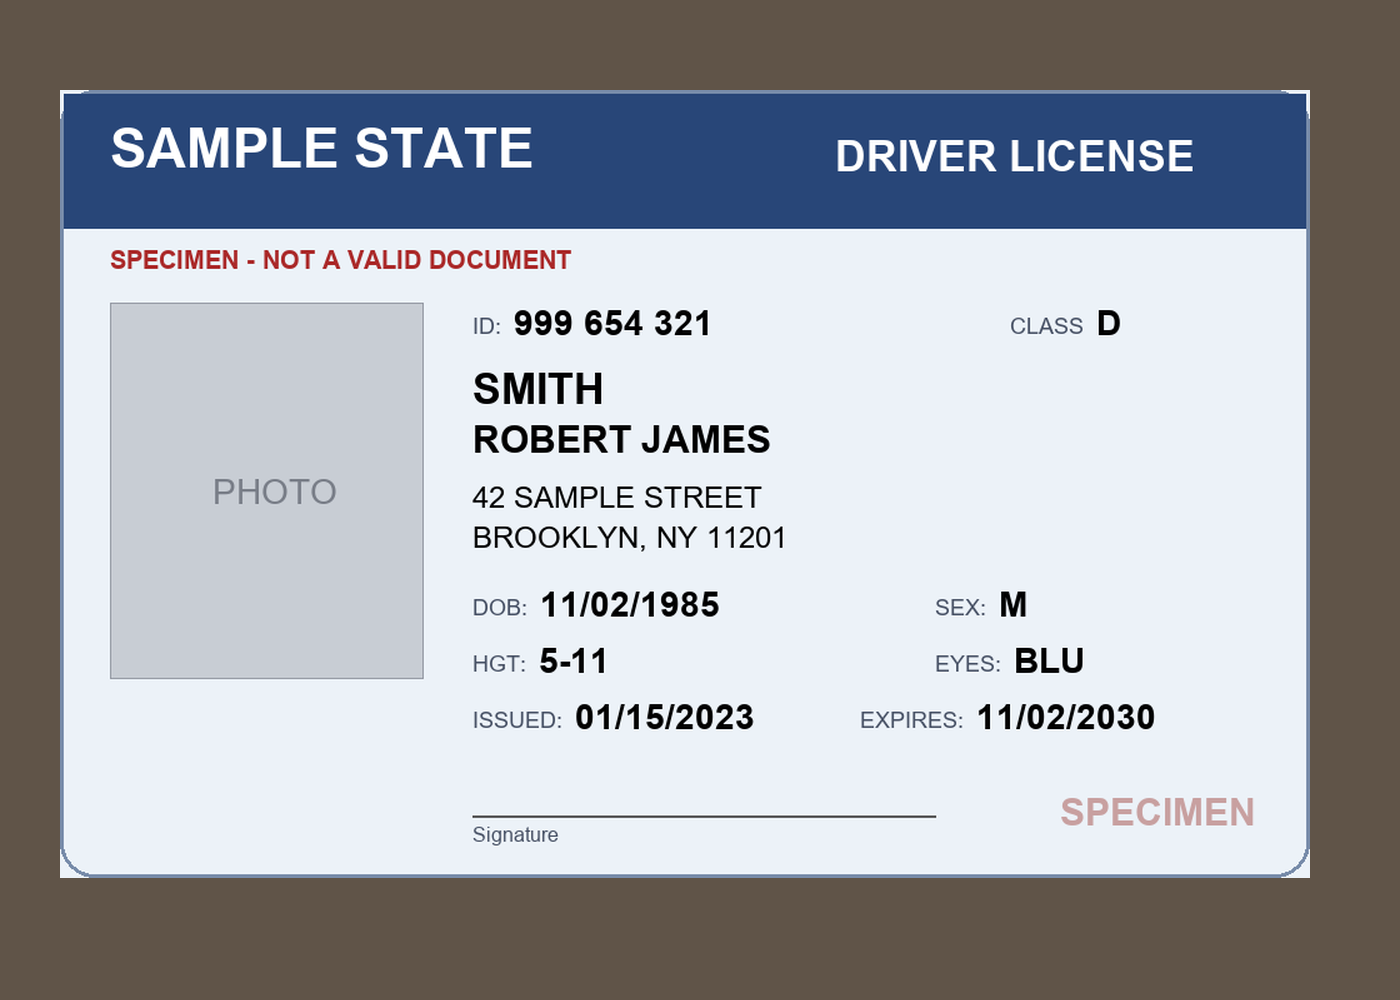 SAMPLE STATE
DRIVER LICENSE
SPECIMEN - NOT A VALID DOCUMENT
PHOTO
ID: 999 654 321
CLASS D
SMITH
ROBERT JAMES
42 SAMPLE STREET
BROOKLYN, NY 11201
DOB: 11/02/1985
SEX: M
HGT: 5-11
EYES: BLU
ISSUED: 01/15/2023
EXPIRES: 11/02/2030
Signature
SPECIMEN